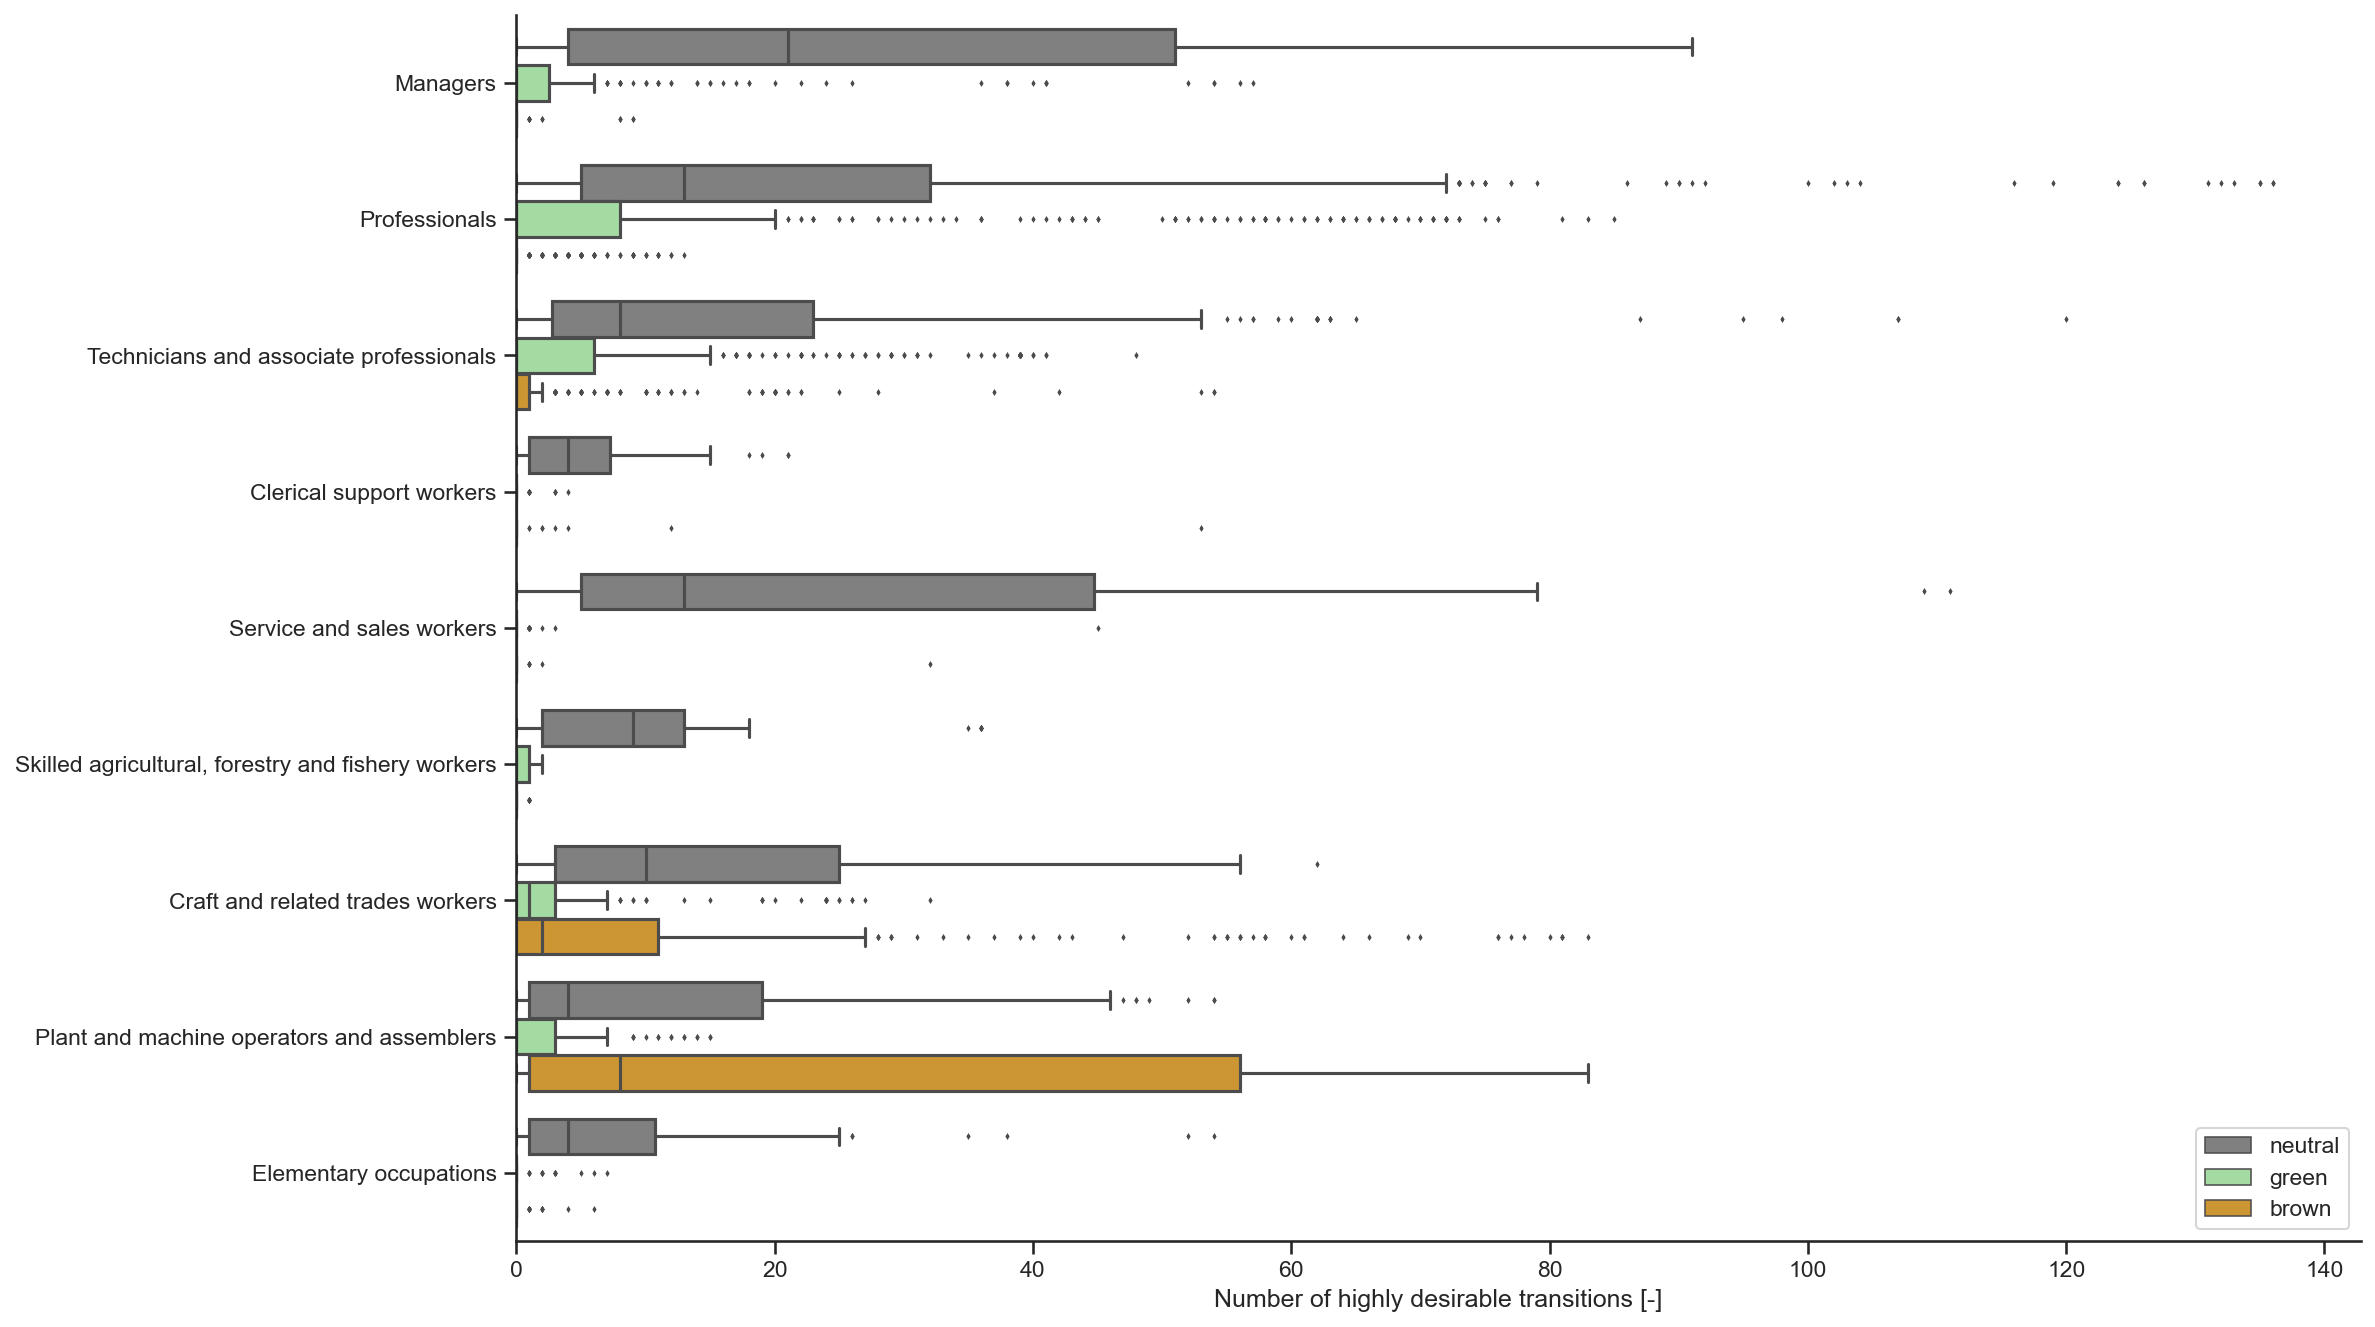 Managers
Professionals
Technicians and associate professionals
Clerical support workers
Service and sales workers
Skilled agricultural, forestry and fishery workers
Craft and related trades workers
Plant and machine operators and assemblers
Elementary occupations
neutral
green
brown
0 20 40 60 80 100 120 140
Number of highly desirable transitions [-]